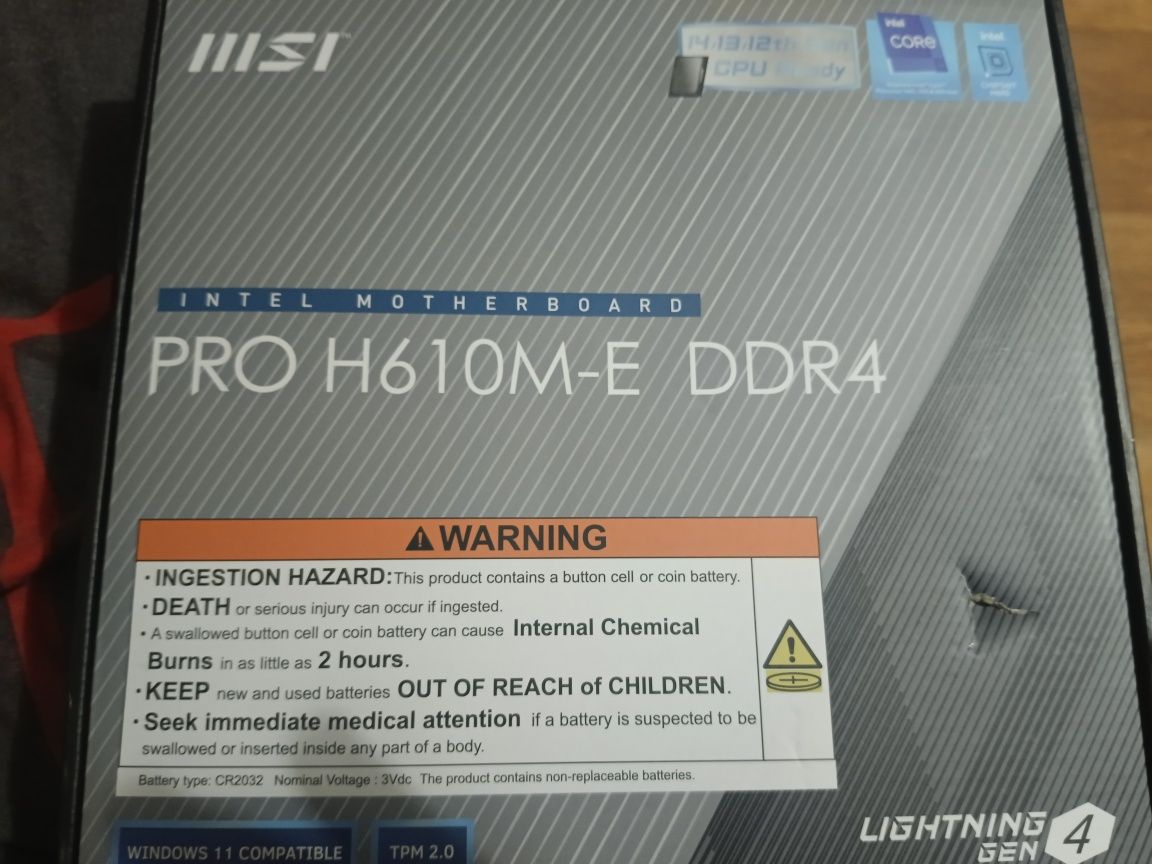 msi
14,13,12th Gen
CPU Ready
intel
CORE
intel
CHIPSET
H610
INTEL MOTHERBOARD
PRO H610M-E DDR4
WARNING
·INGESTION HAZARD:This product contains a button cell or coin battery.
·DEATH or serious injury can occur if ingested.
· A swallowed button cell or coin battery can cause Internal Chemical
Burns in as little as 2 hours.
·KEEP new and used batteries OUT OF REACH of CHILDREN.
·Seek immediate medical attention if a battery is suspected to be
swallowed or inserted inside any part of a body.
Battery type: CR2032 Nominal Voltage : 3Vdc The product contains non-replaceable batteries.
WINDOWS 11 COMPATIBLE
TPM 2.0
LIGHTNING
GEN 4